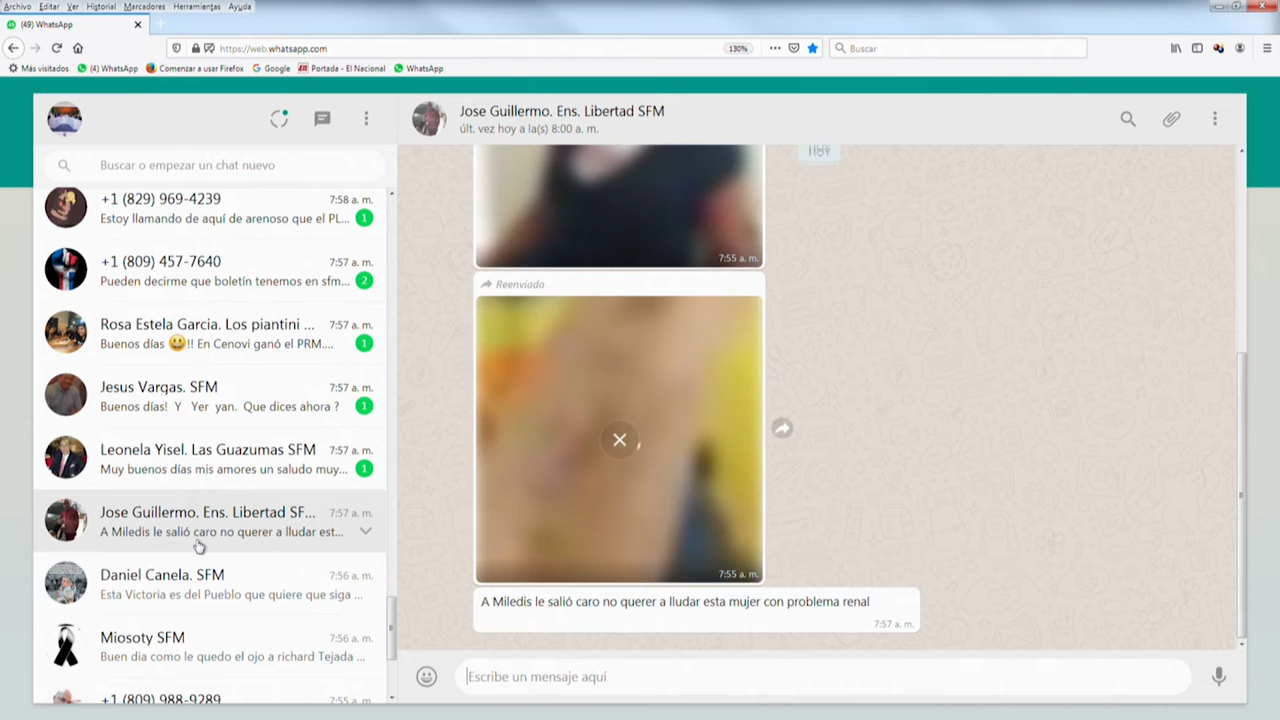 Archivo Editar Ver Historial Marcadores Herramientas Ayuda
(49) WhatsApp
https://web.whatsapp.com
130%
Buscar
Más visitados
(4) WhatsApp
Comenzar a usar Firefox
Google
Portada - El Nacional
WhatsApp
Buscar o empezar un chat nuevo
+1 (829) 969-4239
7:58 a. m.
Estoy llamando de aquí de arenoso que el PL...
1
+1 (809) 457-7640
7:57 a. m.
Pueden decirme que boletín tenemos en sfm...
2
Rosa Estela Garcia. Los piantini ...
7:57 a. m.
Buenos días 😀!! En Cenovi ganó el PRM....
1
Jesus Vargas. SFM
7:57 a. m.
Buenos días! Y Yer yan. Que dices ahora ?
1
Leonela Yisel. Las Guazumas SFM
7:57 a. m.
Muy buenos días mis amores un saludo muy...
1
Jose Guillermo. Ens. Libertad SF...
7:57 a. m.
A Miledis le salió caro no querer a lludar est...
Daniel Canela. SFM
7:56 a. m.
Esta Victoria es del Pueblo que quiere que siga ...
Miosoty SFM
7:56 a. m.
Buen dia como le quedo el ojo a richard Tejada ...
+1 (809) 988-9289
7:55 a. m.
Jose Guillermo. Ens. Libertad SFM
últ. vez hoy a la(s) 8:00 a. m.
HOY
7:55 a. m.
Reenviado
7:55 a. m.
A Miledis le salió caro no querer a lludar esta mujer con problema renal
7:57 a. m.
Escribe un mensaje aquí